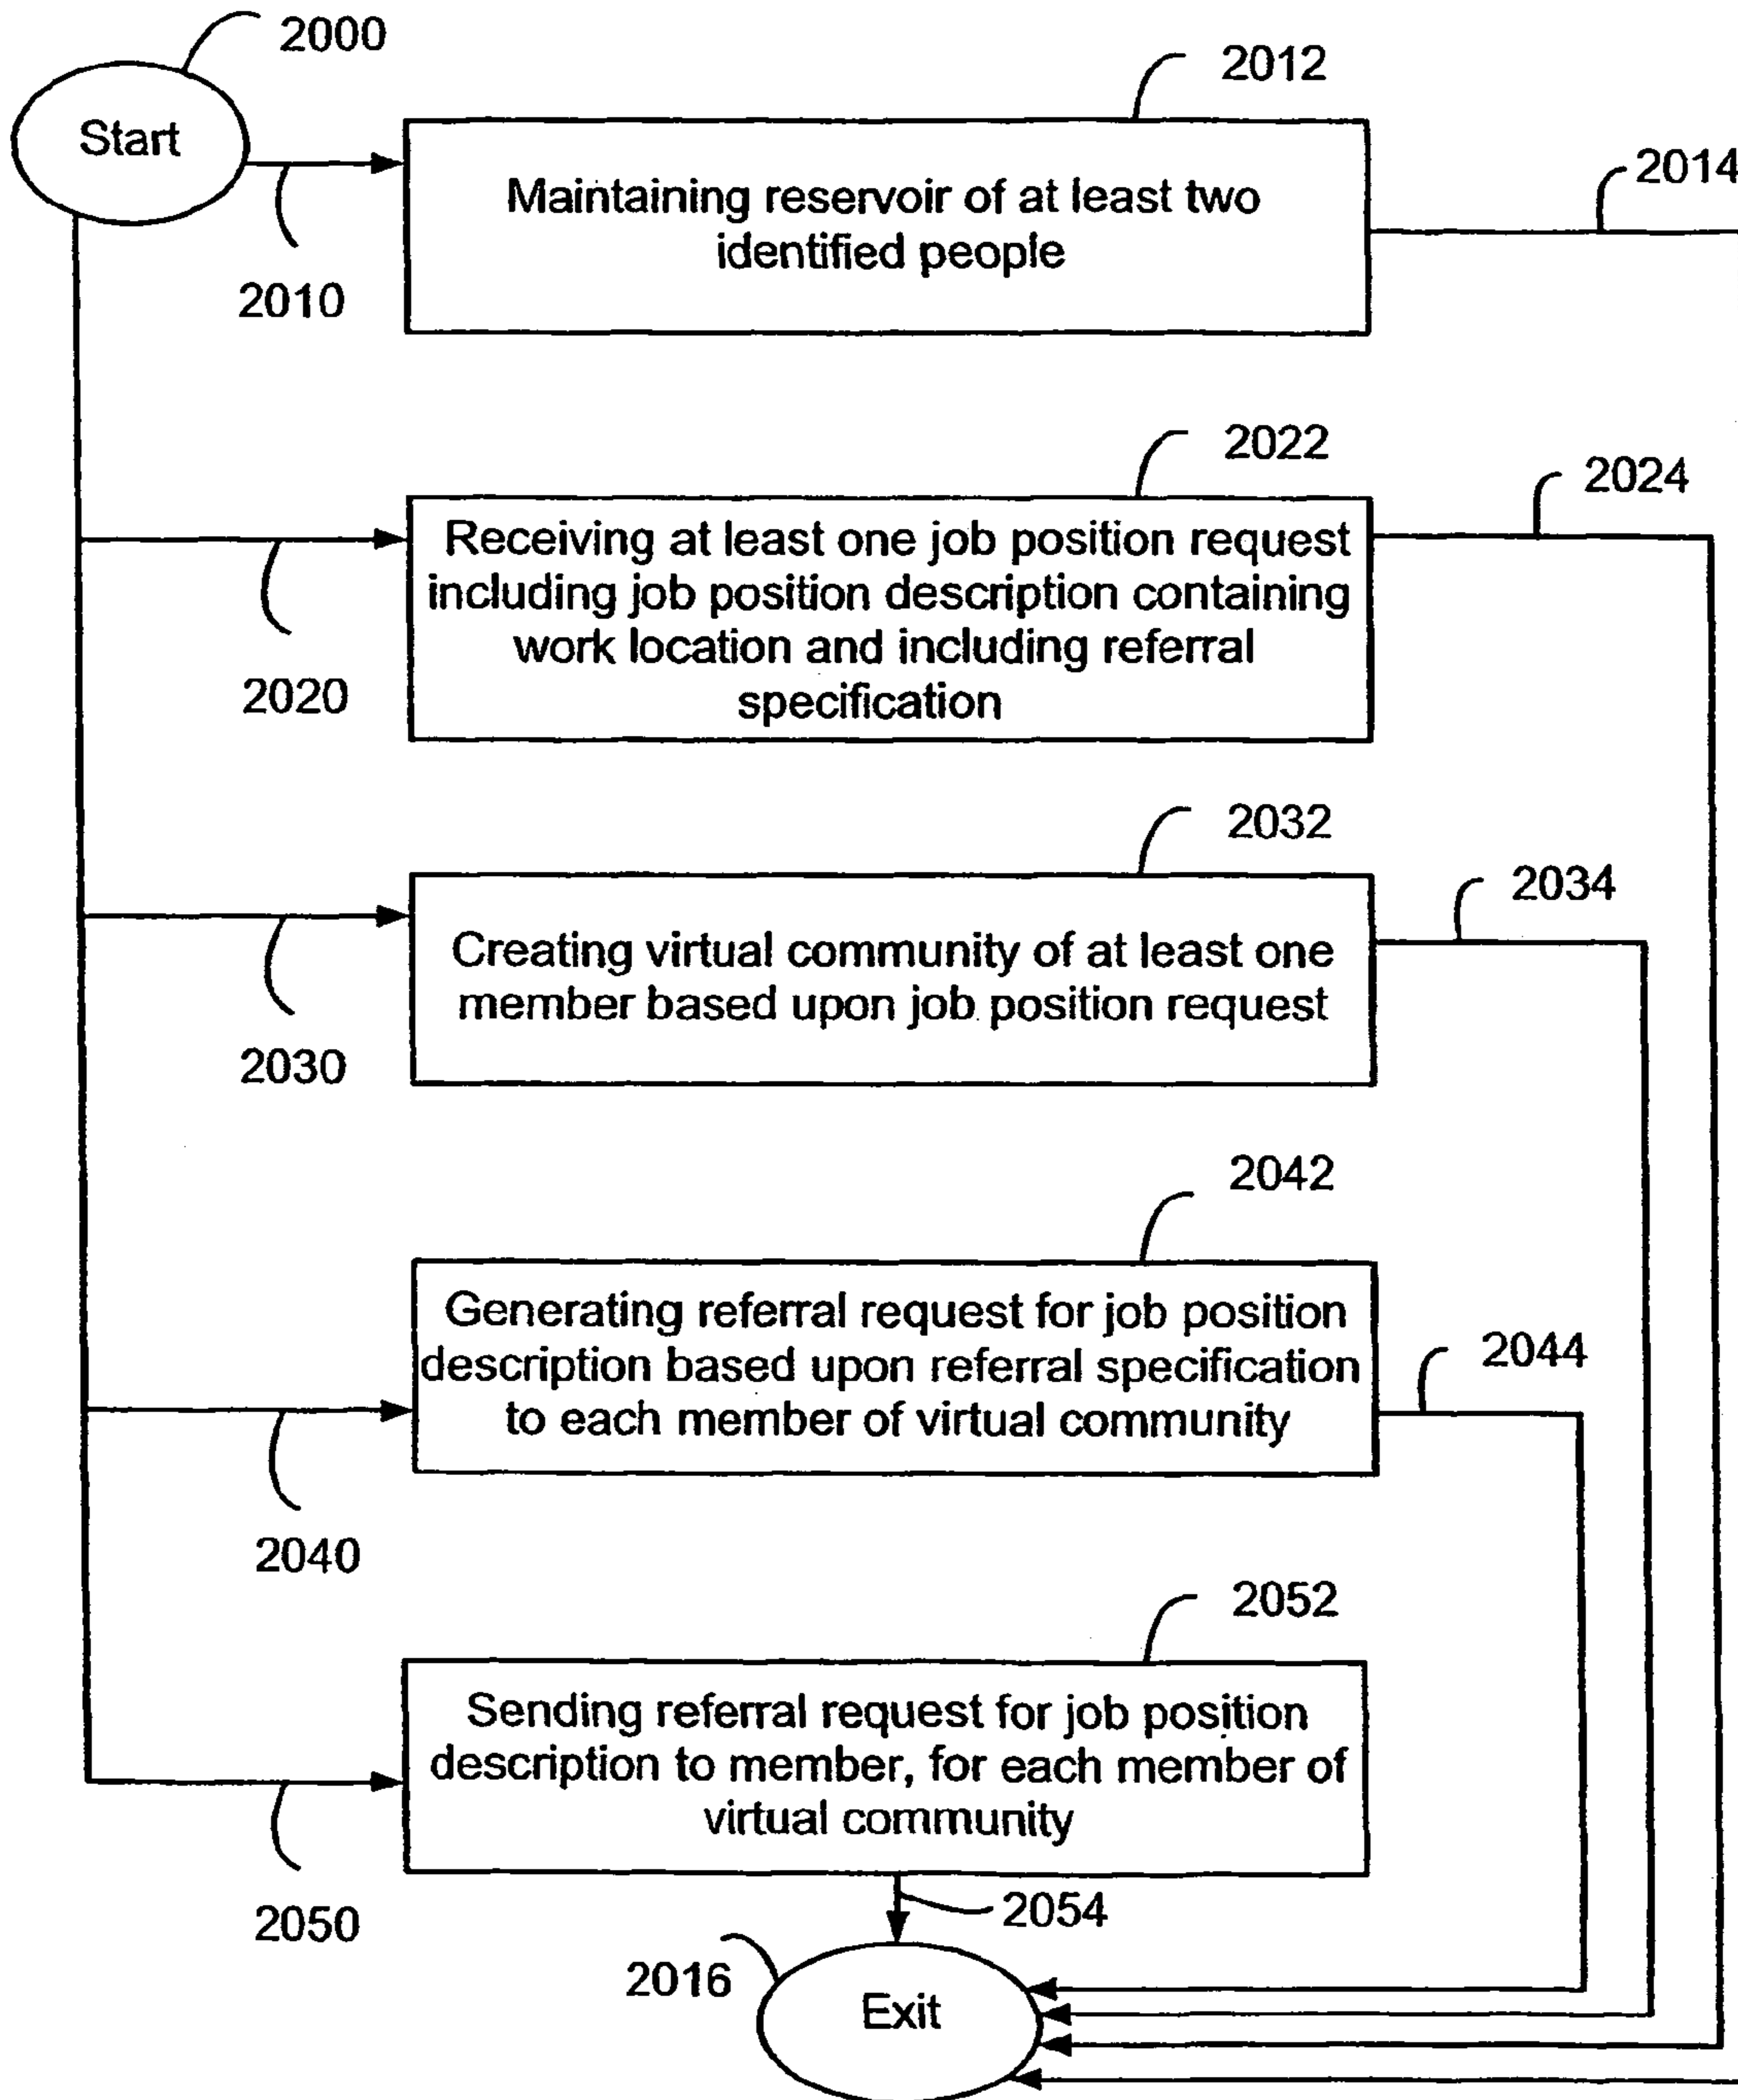 2000
Start
2012
Maintaining reservoir of at least two
identified people
2014
2010
2022
Receiving at least one job position request
including job position description containing
work location and including referral
specification
2024
2020
2032
Creating virtual community of at least one
member based upon job position request
2034
2030
2042
Generating referral request for job position
description based upon referral specification
to each member of virtual community
2044
2040
2052
Sending referral request for job position
description to member, for each member of
virtual community
2050
2054
2016
Exit